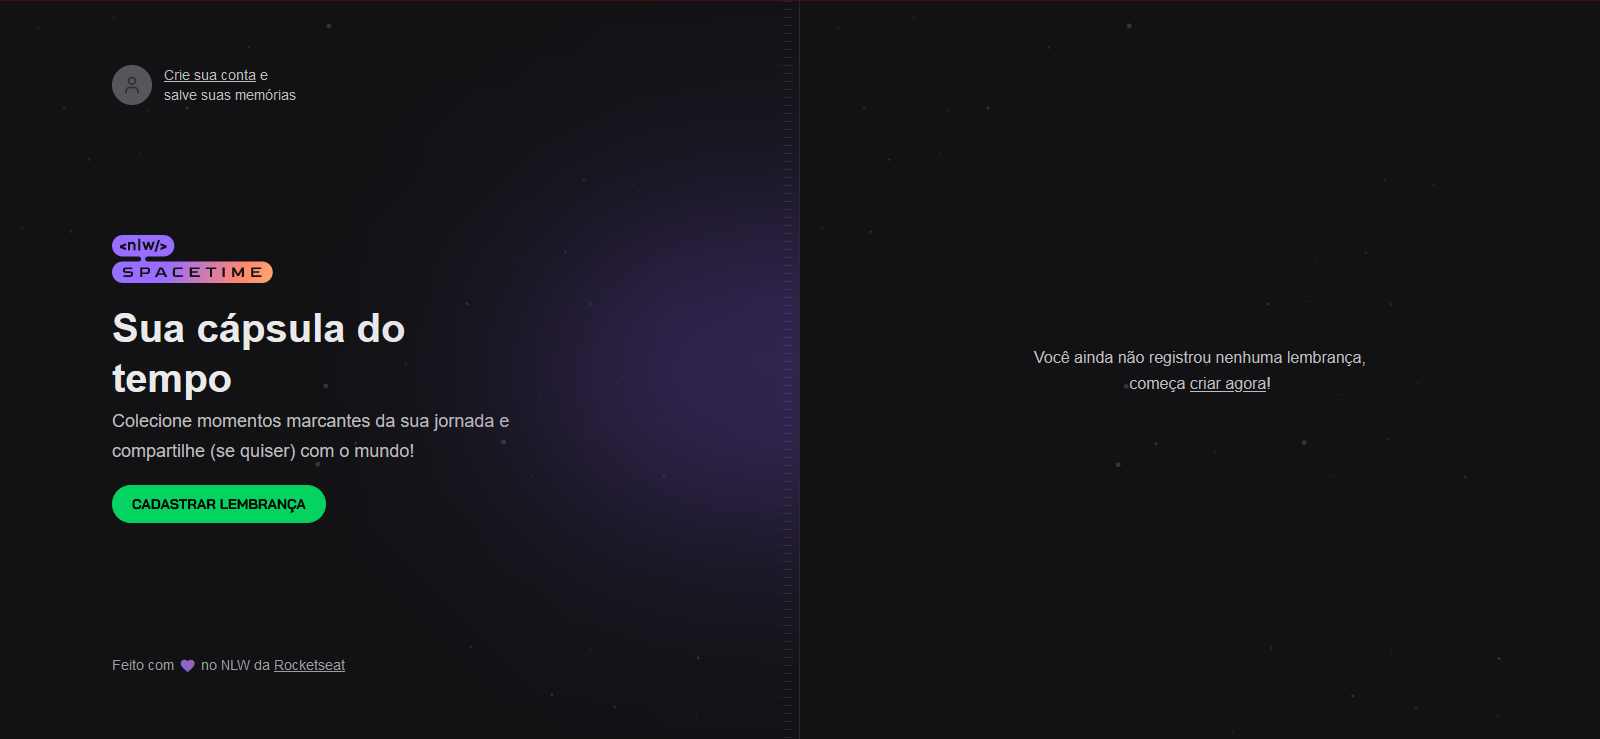 Crie sua conta e
salve suas memórias
<nlw/>
SPACETIME
Sua cápsula do
tempo
Colecione momentos marcantes da sua jornada e
compartilhe (se quiser) com o mundo!
CADASTRAR LEMBRANÇA
Feito com 💜 no NLW da Rocketseat
Você ainda não registrou nenhuma lembrança,
começa criar agora!